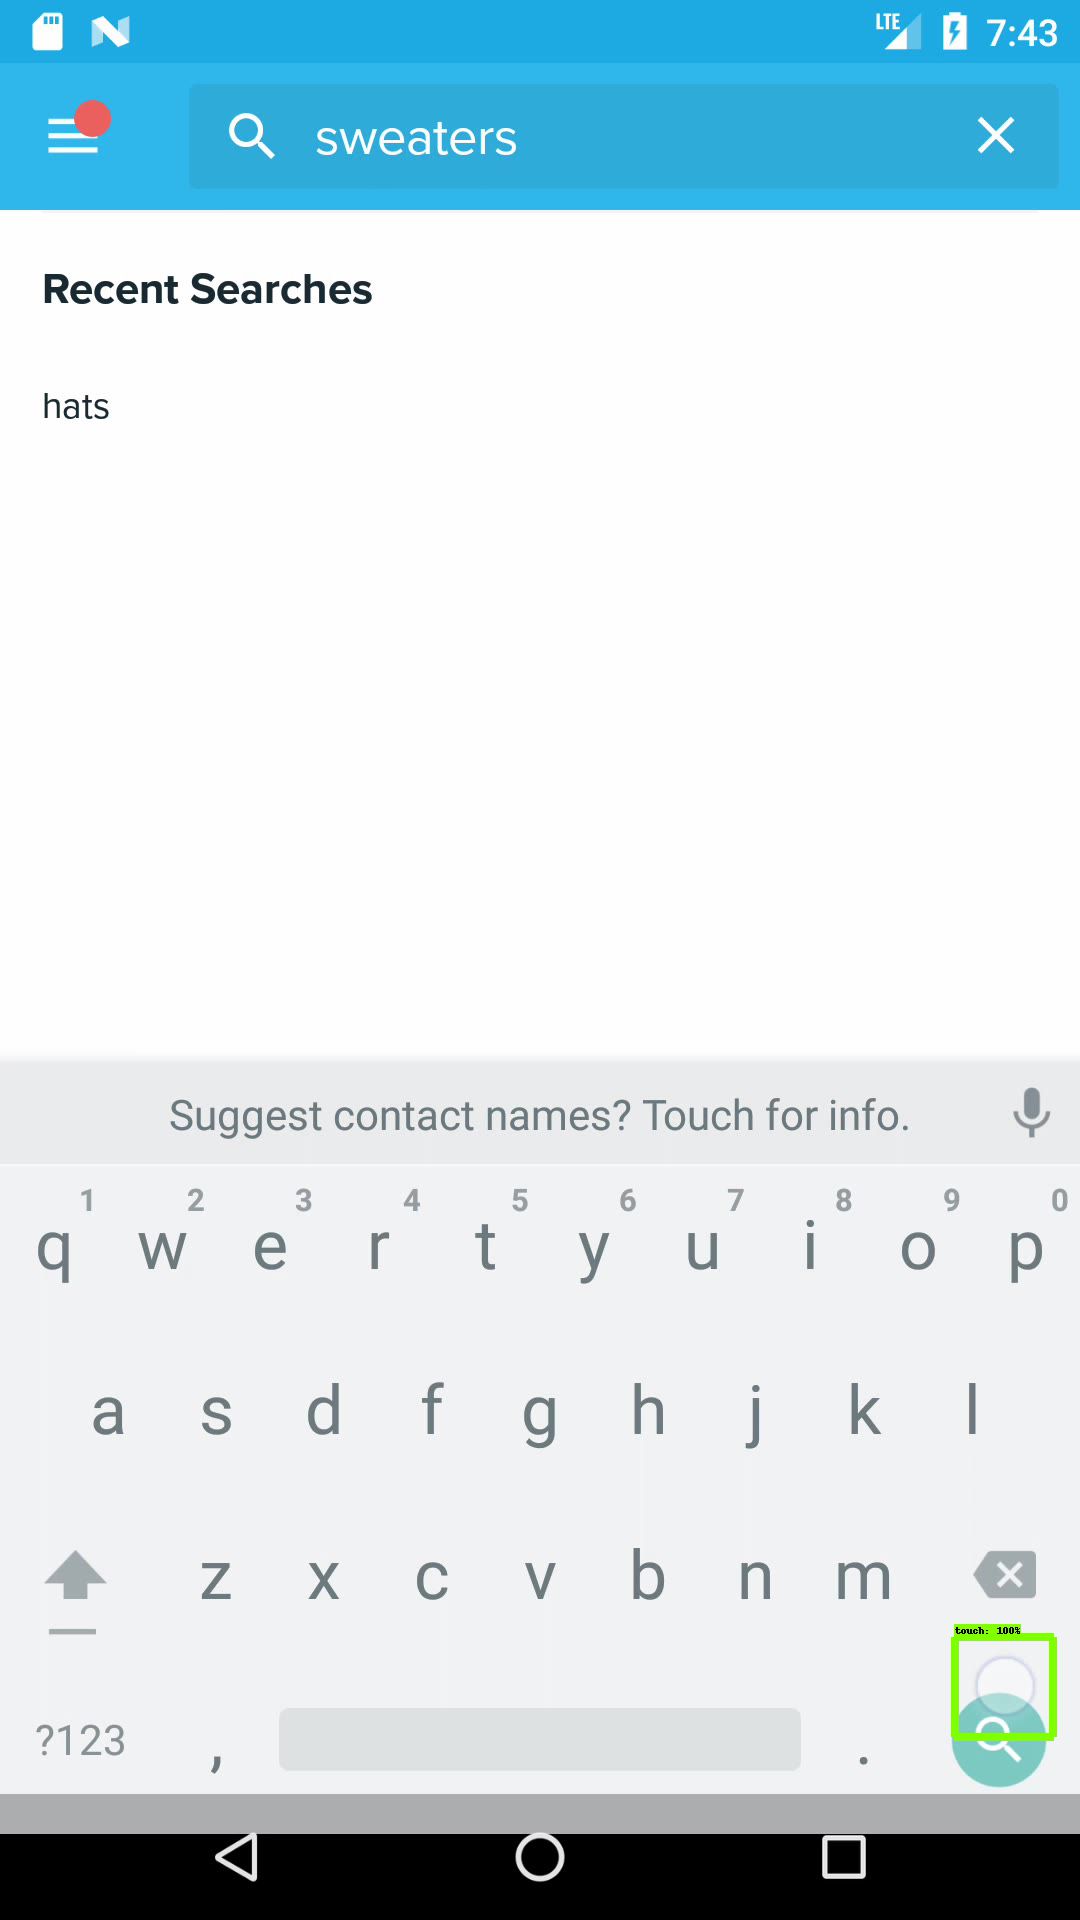 LTE 7:43
sweaters
Recent Searches
hats
Suggest contact names? Touch for info.
1 2 3 4 5 6 7 8 9 0
q w e r t y u i o p
a s d f g h j k l
z x c v b n m
touch: 100%
?123 , .